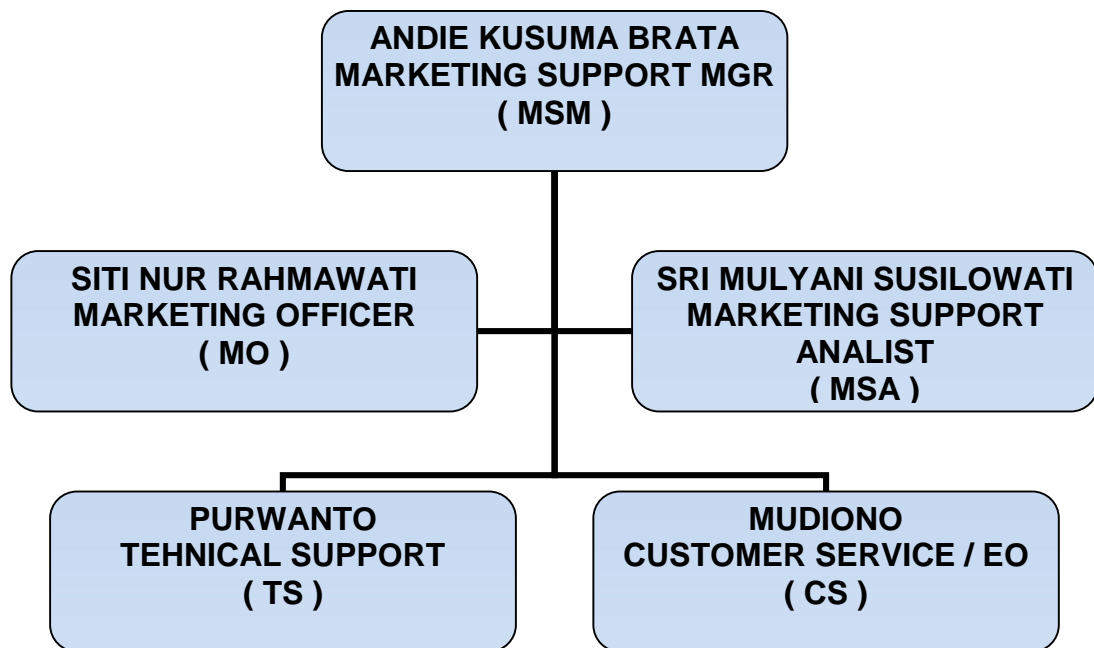 ANDIE KUSUMA BRATA
MARKETING SUPPORT MGR
( MSM )
SITI NUR RAHMAWATI
MARKETING OFFICER
( MO )
SRI MULYANI SUSILOWATI
MARKETING SUPPORT
ANALIST
( MSA )
PURWANTO
TEHNICAL SUPPORT
( TS )
MUDIONO
CUSTOMER SERVICE / EO
( CS )